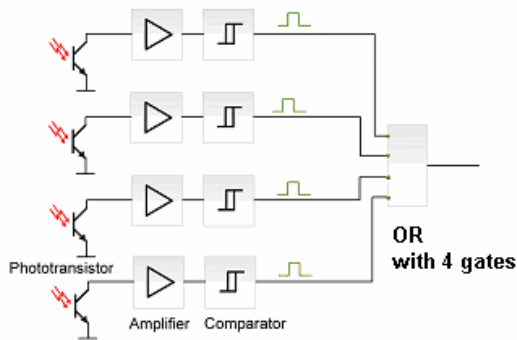 OR
with 4 gates
Phototransistor
Amplifier
Comparator